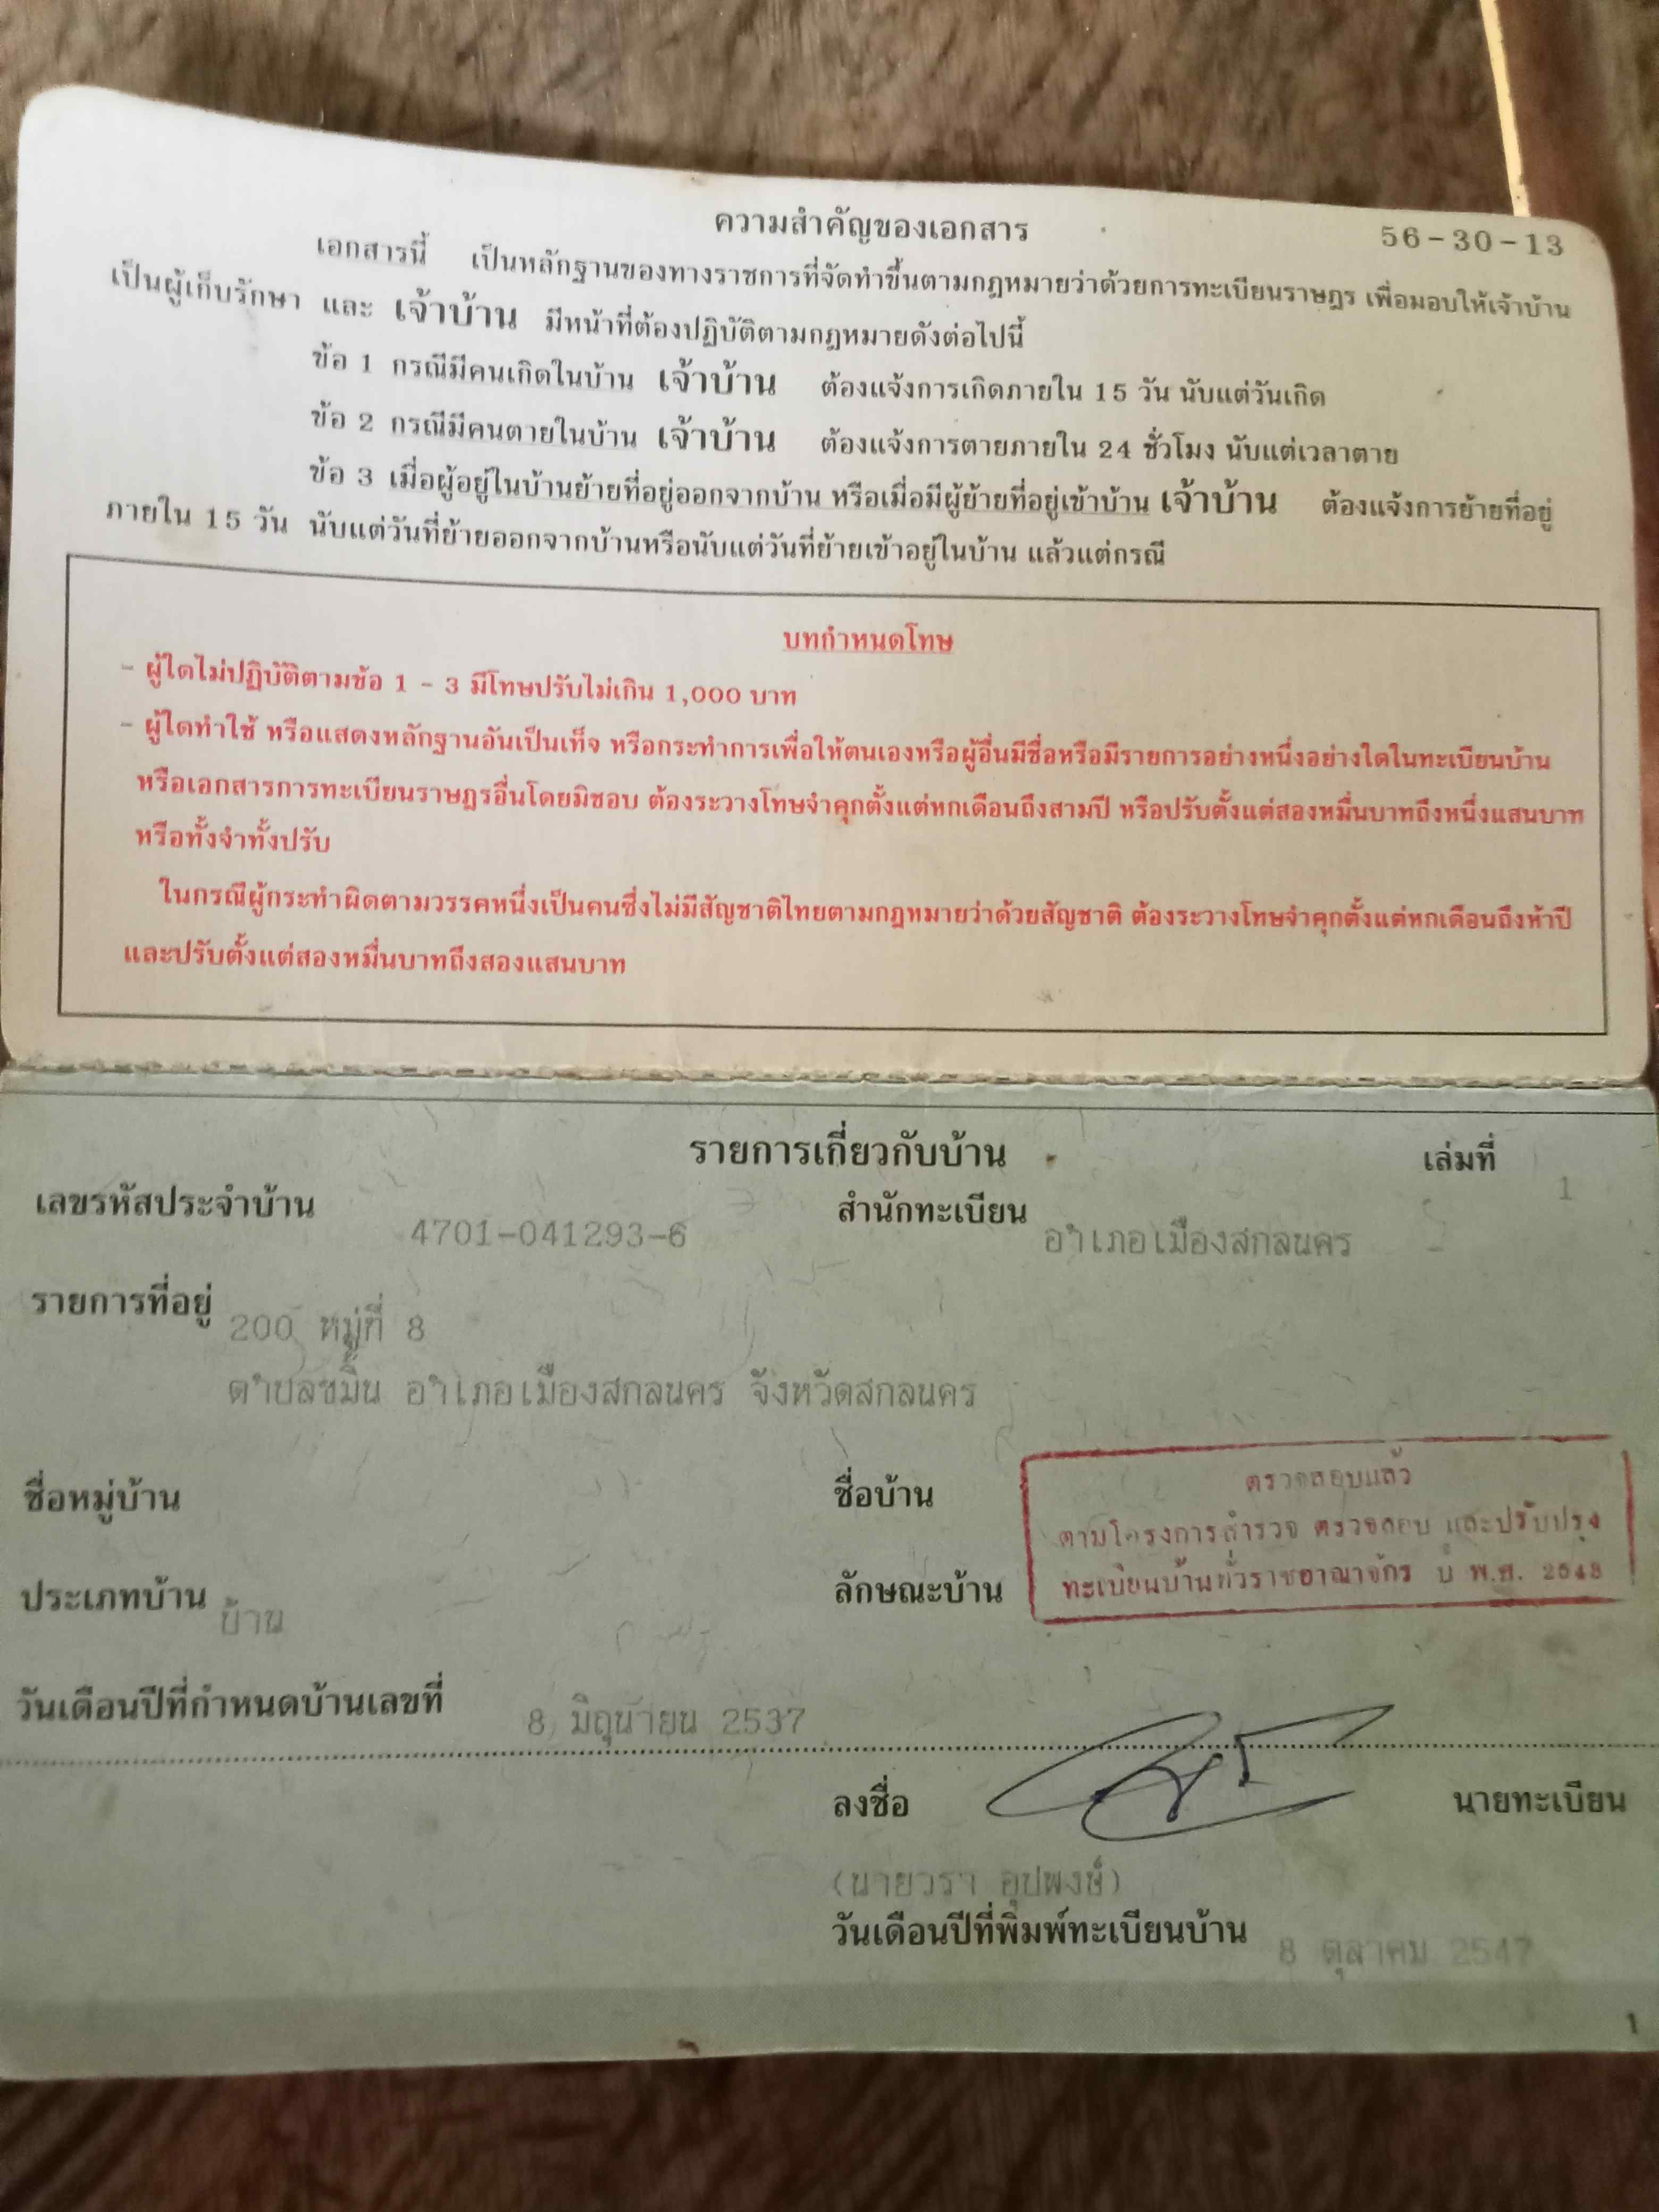 ความสำคัญของเอกสาร
56-30-13
เอกสารนี้ เป็นหลักฐานของทางราชการที่จัดทำขึ้นตามกฎหมายว่าด้วยการทะเบียนราษฎร เพื่อมอบให้เจ้าบ้าน
เป็นผู้เก็บรักษา และ เจ้าบ้าน มีหน้าที่ต้องปฏิบัติตามกฎหมายดังต่อไปนี้
ข้อ 1 กรณีมีคนเกิดในบ้าน เจ้าบ้าน ต้องแจ้งการเกิดภายใน 15 วัน นับแต่วันเกิด
ข้อ 2 กรณีมีคนตายในบ้าน เจ้าบ้าน ต้องแจ้งการตายภายใน 24 ชั่วโมง นับแต่เวลาตาย
ข้อ 3 เมื่อผู้อยู่ในบ้านย้ายที่อยู่ออกจากบ้าน หรือเมื่อมีผู้ย้ายที่อยู่เข้าบ้าน เจ้าบ้าน ต้องแจ้งการย้ายที่อยู่
ภายใน 15 วัน นับแต่วันที่ย้ายออกจากบ้านหรือนับแต่วันที่ย้ายเข้าอยู่ในบ้าน แล้วแต่กรณี
บทกำหนดโทษ
- ผู้ใดไม่ปฏิบัติตามข้อ 1 - 3 มีโทษปรับไม่เกิน 1,000 บาท
- ผู้ใดทำใช้ หรือแสดงหลักฐานอันเป็นเท็จ หรือกระทำการเพื่อให้ตนเองหรือผู้อื่นมีชื่อหรือมีรายการอย่างหนึ่งอย่างใดในทะเบียนบ้าน
หรือเอกสารการทะเบียนราษฎรอื่นโดยมิชอบ ต้องระวางโทษจำคุกตั้งแต่หกเดือนถึงสามปี หรือปรับตั้งแต่สองหมื่นบาทถึงหนึ่งแสนบาท
หรือทั้งจำทั้งปรับ
ในกรณีผู้กระทำผิดตามวรรคหนึ่งเป็นคนซึ่งไม่มีสัญชาติไทยตามกฎหมายว่าด้วยสัญชาติ ต้องระวางโทษจำคุกตั้งแต่หกเดือนถึงห้าปี
และปรับตั้งแต่สองหมื่นบาทถึงสองแสนบาท
รายการเกี่ยวกับบ้าน เล่มที่ 1
เลขรหัสประจำบ้าน 4701-041293-6 สำนักทะเบียน อำเภอเมืองสกลนคร
รายการที่อยู่ 200 หมู่ที่ 8
ตำบลขมิ้น อำเภอเมืองสกลนคร จังหวัดสกลนคร
ชื่อหมู่บ้าน ชื่อบ้าน
ประเภทบ้าน บ้าน ลักษณะบ้าน
ตรวจสอบแล้ว
ตามโครงการสำรวจ ตรวจสอบ และปรับปรุง
ทะเบียนบ้านทั่วราชอาณาจักร ปี พ.ศ. 2548
วันเดือนปีที่กำหนดบ้านเลขที่ 8 มิถุนายน 2537
ลงชื่อ นายทะเบียน
(นายวรา อุปพงษ์)
วันเดือนปีที่พิมพ์ทะเบียนบ้าน 8 ตุลาคม 2547
1